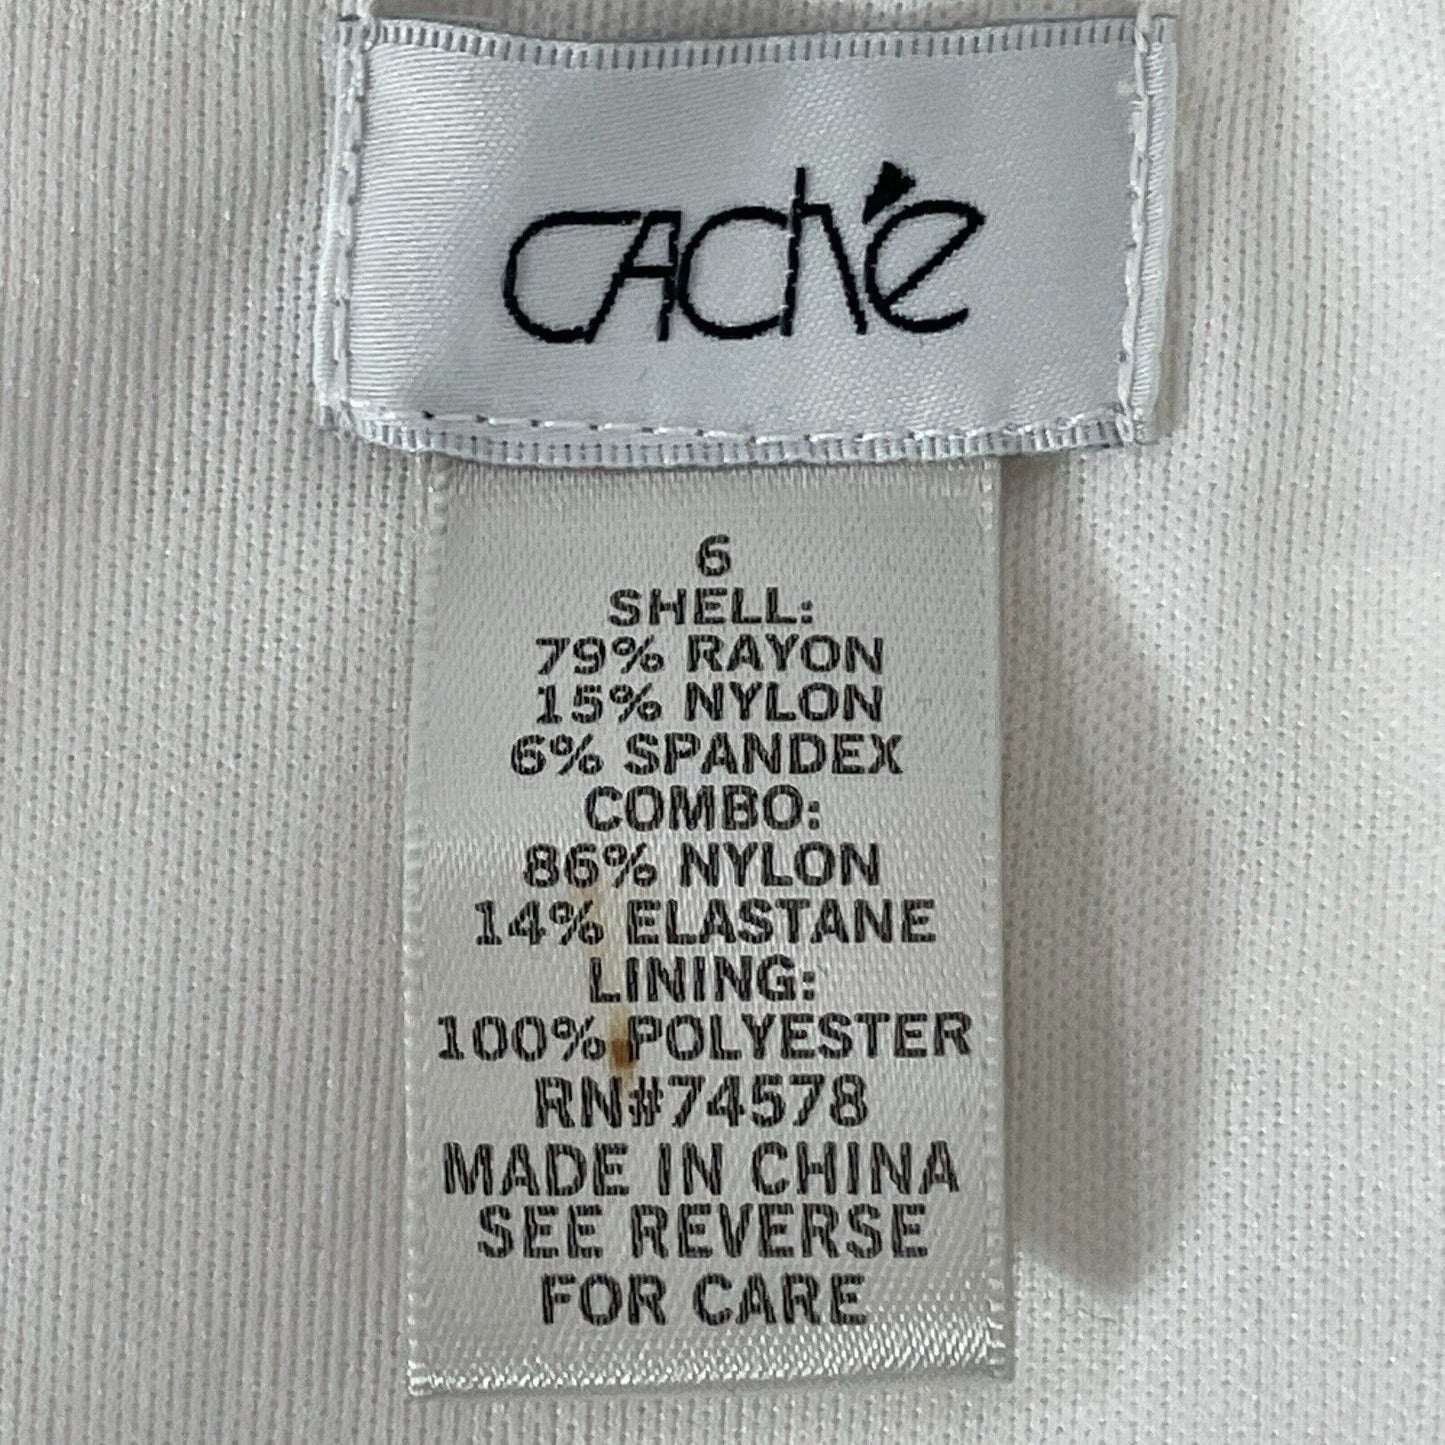 Caché
6
SHELL:
79% RAYON
15% NYLON
6% SPANDEX
COMBO:
86% NYLON
14% ELASTANE
LINING:
100% POLYESTER
RN#74578
MADE IN CHINA
SEE REVERSE
FOR CARE